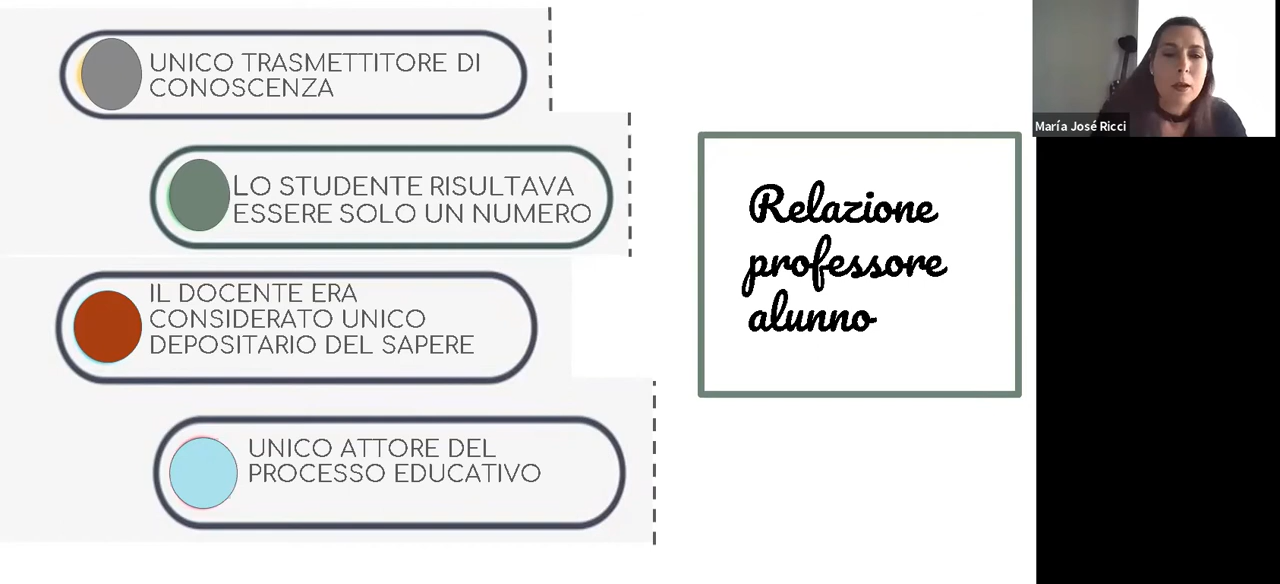 UNICO TRASMETTITORE DI
CONOSCENZA
LO STUDENTE RISULTAVA
ESSERE SOLO UN NUMERO
IL DOCENTE ERA
CONSIDERATO UNICO
DEPOSITARIO DEL SAPERE
UNICO ATTORE DEL
PROCESSO EDUCATIVO
Relazione
professore
alunno
María José Ricci